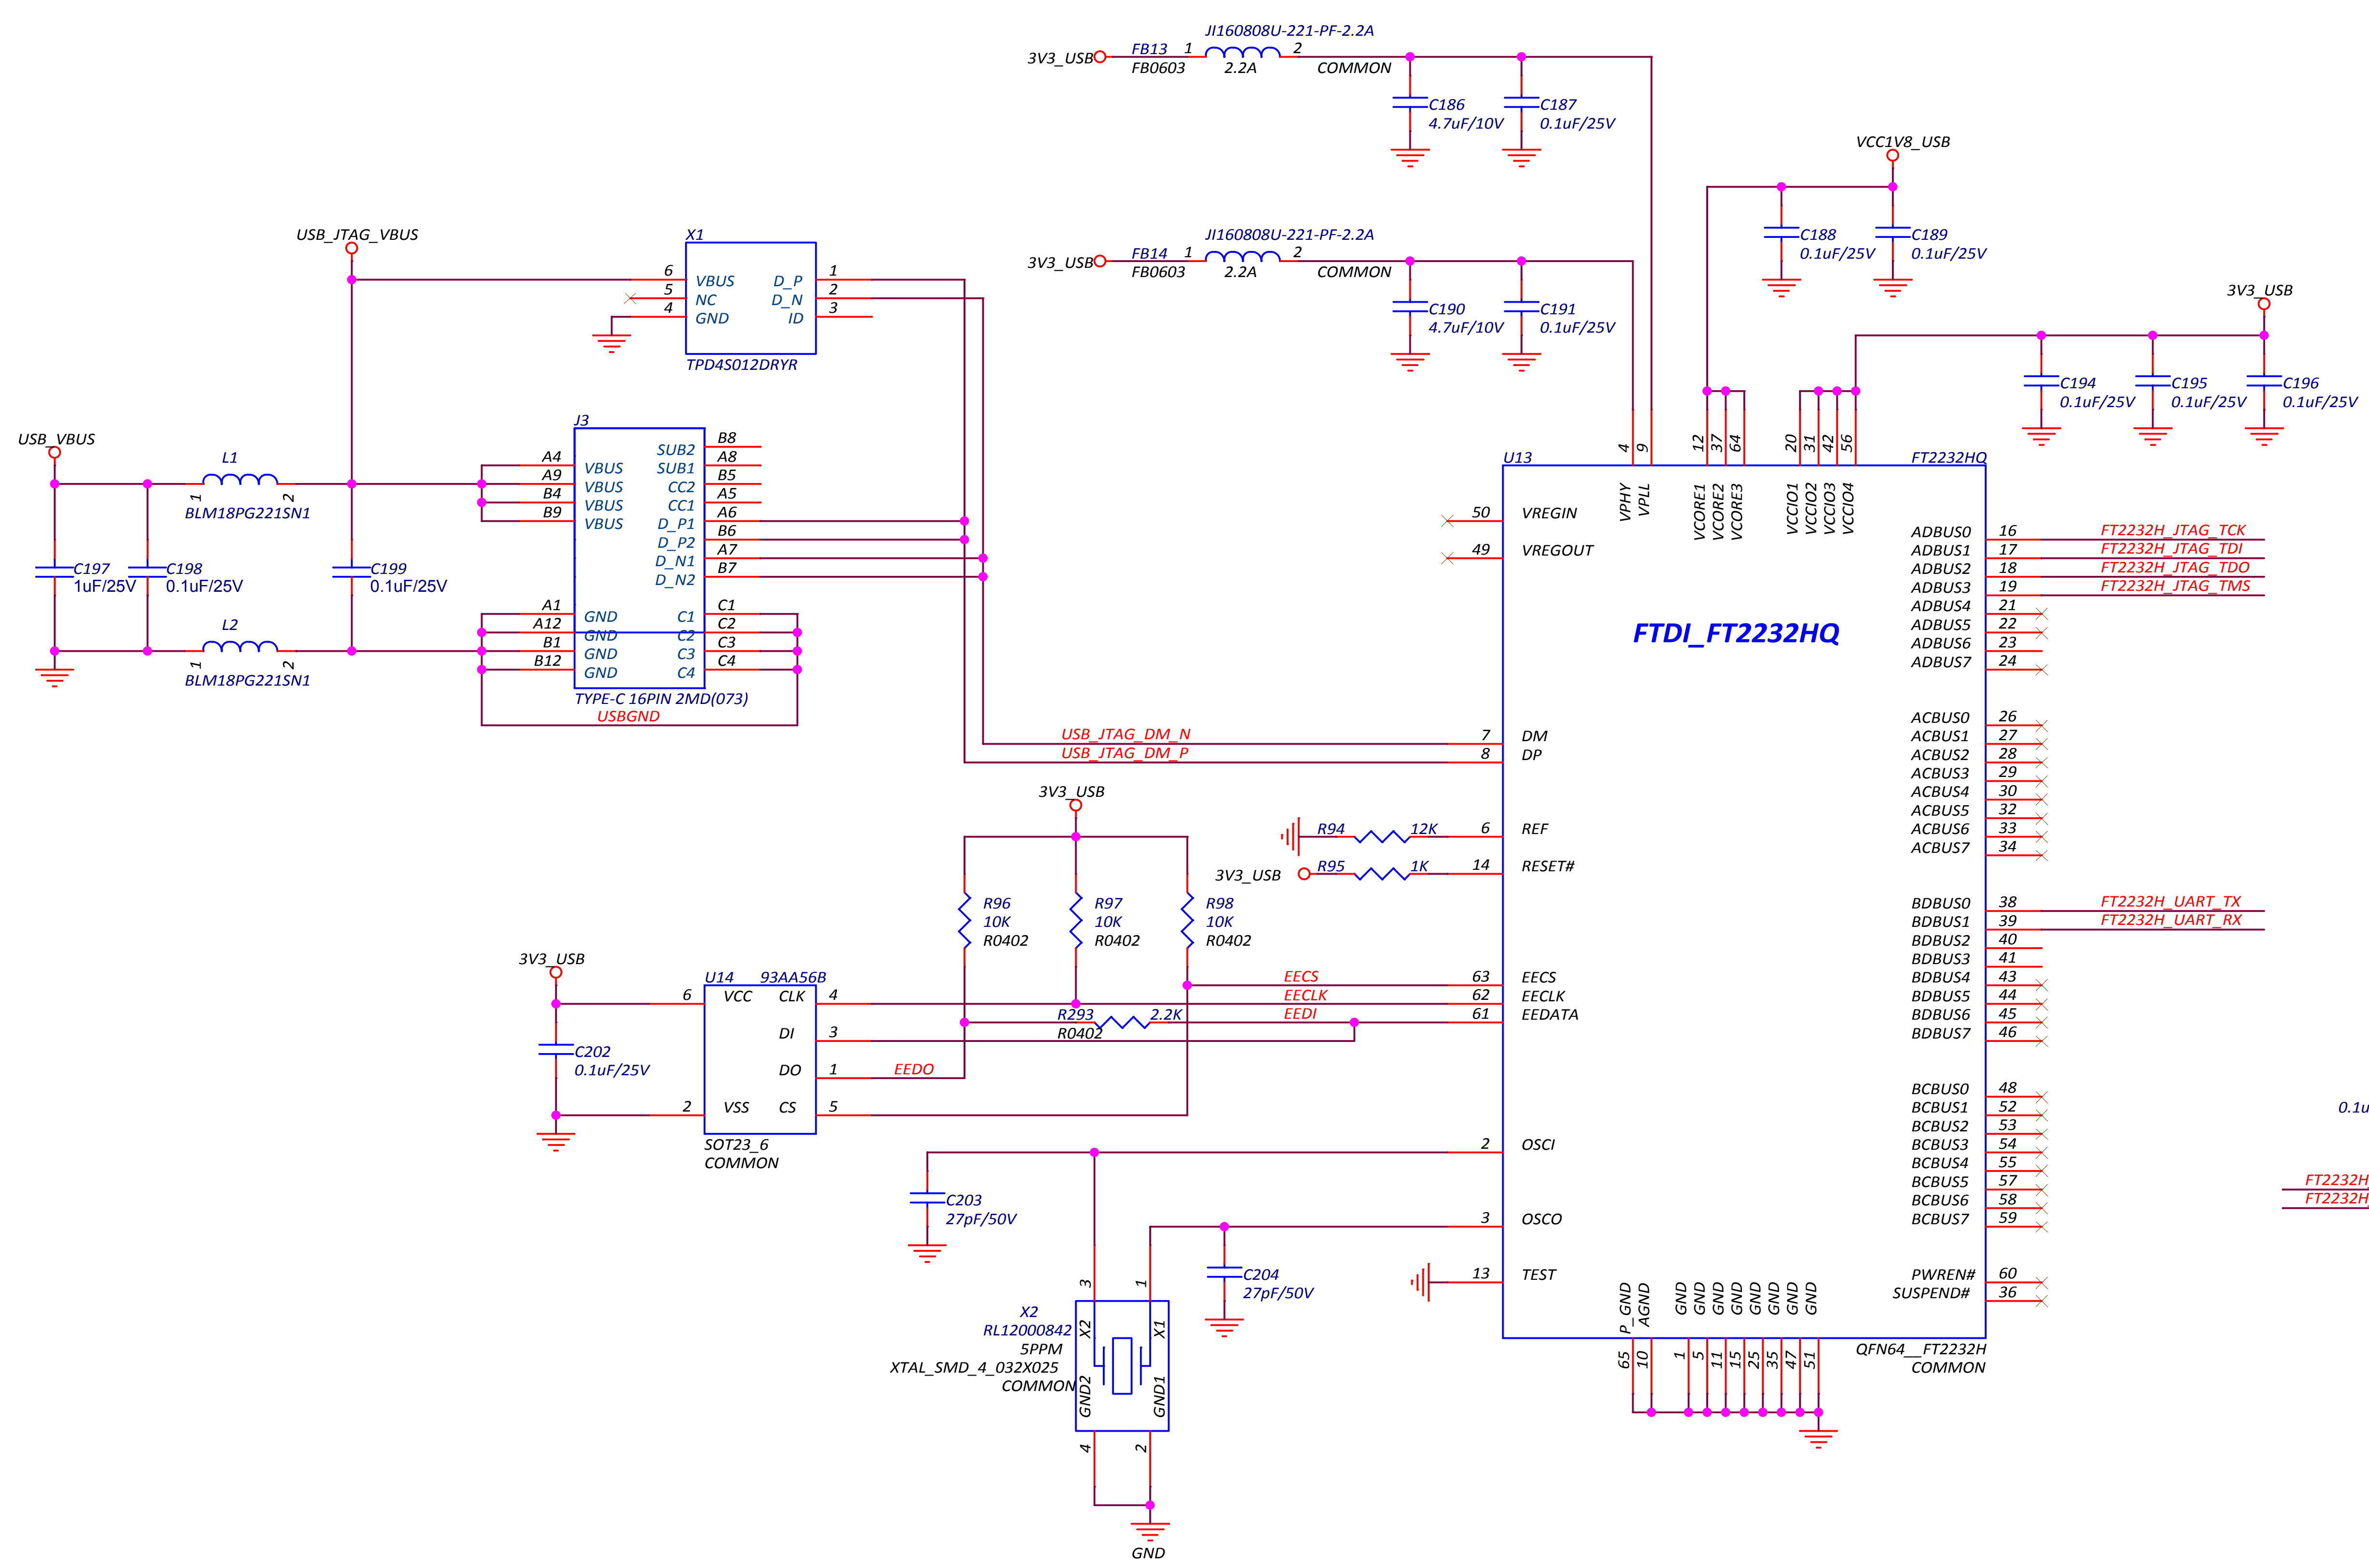 JI160808U-221-PF-2.2A
3V3_USB
FB13 1 2
FB0603 2.2A COMMON
C186
4.7uF/10V
C187
0.1uF/25V
VCC1V8_USB
C188
0.1uF/25V
C189
0.1uF/25V
JI160808U-221-PF-2.2A
3V3_USB
FB14 1 2
FB0603 2.2A COMMON
C190
4.7uF/10V
C191
0.1uF/25V
3V3_USB
C194
0.1uF/25V
C195
0.1uF/25V
C196
0.1uF/25V
USB_JTAG_VBUS
X1
6 VBUS D_P 1
5 NC D_N 2
4 GND ID 3
TPD4S012DRYR
USB_VBUS
L1
1 2
BLM18PG221SN1
C197
1uF/25V
C198
0.1uF/25V
C199
0.1uF/25V
L2
1 2
BLM18PG221SN1
J3
SUB2 B8
A4 VBUS SUB1 A8
A9 VBUS CC2 B5
B4 VBUS CC1 A5
B9 VBUS D_P1 A6
D_P2 B6
D_N1 A7
D_N2 B7
A1 GND C1 C1
A12 GND C2 C2
B1 GND C3 C3
B12 GND C4 C4
TYPE-C 16PIN 2MD(073)
USBGND
USB_JTAG_DM_N
USB_JTAG_DM_P
3V3_USB
R96
10K
R0402
R97
10K
R0402
R98
10K
R0402
R94 12K
3V3_USB R95 1K
EECS
EECLK
R293 2.2K EEDI
R0402
EEDO
3V3_USB
C202
0.1uF/25V
U14 93AA56B
6 VCC CLK 4
DI 3
DO 1
2 VSS CS 5
SOT23_6
COMMON
C203
27pF/50V
C204
27pF/50V
X2
RL12000842
5PPM
XTAL_SMD_4_032X025
COMMON
3 1
X2 X1
GND2 GND1
4 2
GND
U13 FT2232HQ
4 9 12 37 64 20 31 42 56
VPHY VPLL VCORE1 VCORE2 VCORE3 VCCIO1 VCCIO2 VCCIO3 VCCIO4
FTDI_FT2232HQ
50 VREGIN
49 VREGOUT
7 DM
8 DP
6 REF
14 RESET#
63 EECS
62 EECLK
61 EEDATA
2 OSCI
3 OSCO
13 TEST
ADBUS0 16 FT2232H_JTAG_TCK
ADBUS1 17 FT2232H_JTAG_TDI
ADBUS2 18 FT2232H_JTAG_TDO
ADBUS3 19 FT2232H_JTAG_TMS
ADBUS4 21
ADBUS5 22
ADBUS6 23
ADBUS7 24
ACBUS0 26
ACBUS1 27
ACBUS2 28
ACBUS3 29
ACBUS4 30
ACBUS5 32
ACBUS6 33
ACBUS7 34
BDBUS0 38 FT2232H_UART_TX
BDBUS1 39 FT2232H_UART_RX
BDBUS2 40
BDBUS3 41
BDBUS4 43
BDBUS5 44
BDBUS6 45
BDBUS7 46
BCBUS0 48
BCBUS1 52
BCBUS2 53
BCBUS3 54
BCBUS4 55
BCBUS5 57
BCBUS6 58
BCBUS7 59
PWREN# 60
SUSPEND# 36
P_GND AGND GND GND GND GND GND GND GND GND
65 10 1 5 11 15 25 35 47 51
QFN64__FT2232H
COMMON
0.1u
FT2232H
FT2232H